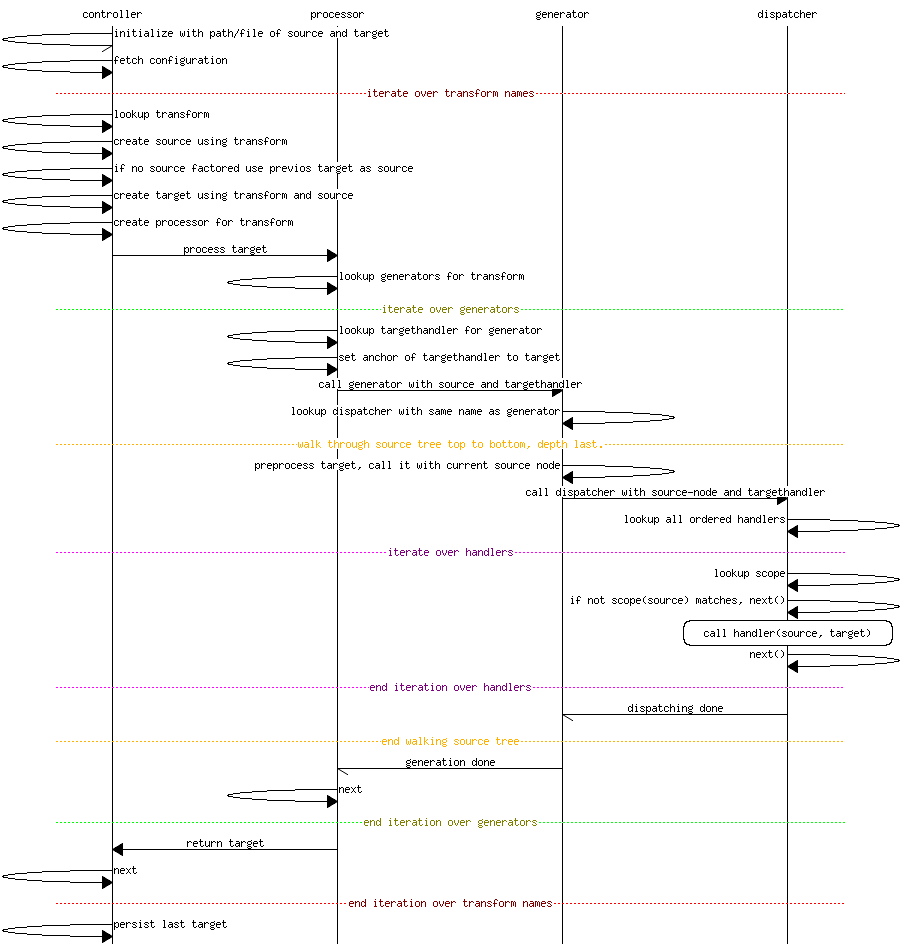 controller processor generator dispatcher
initialize with path/file of source and target
fetch configuration
iterate over transform names
lookup transform
create source using transform
if no source factored use previos target as source
create target using transform and source
create processor for transform
process target
lookup generators for transform
iterate over generators
lookup targethandler for generator
set anchor of targethandler to target
call generator with source and targethandler
lookup dispatcher with same name as generator
walk through source tree top to bottom, depth last.
preprocess target, call it with current source node
call dispatcher with source-node and targethandler
lookup all ordered handlers
iterate over handlers
lookup scope
if not scope(source) matches, next()
call handler(source, target)
next()
end iteration over handlers
dispatching done
end walking source tree
generation done
next
end iteration over generators
return target
next
end iteration over transform names
persist last target